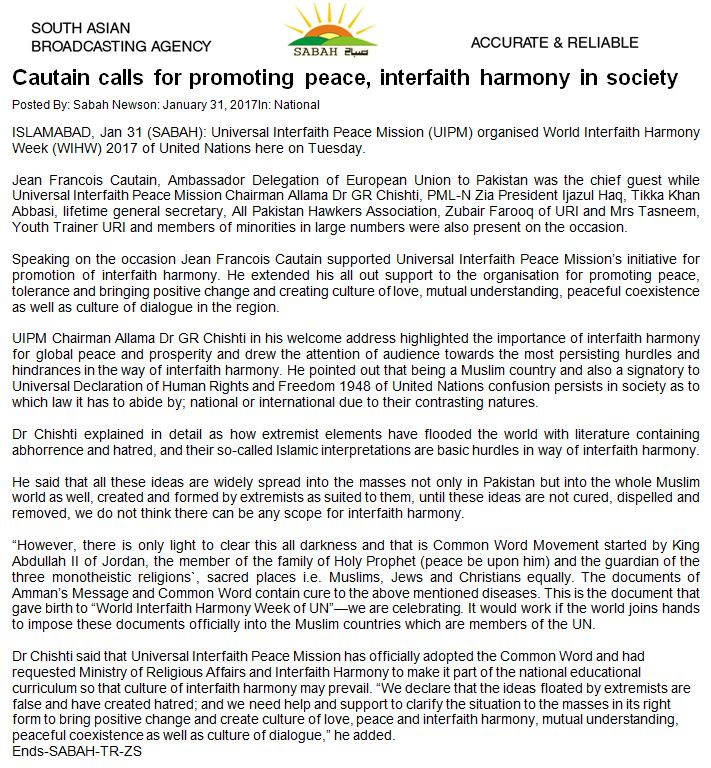 SOUTH ASIAN
BROADCASTING AGENCY
SABAH صباح
ACCURATE & RELIABLE
Cautain calls for promoting peace, interfaith harmony in society
Posted By: Sabah Newson: January 31, 2017In: National
ISLAMABAD, Jan 31 (SABAH): Universal Interfaith Peace Mission (UIPM) organised World Interfaith Harmony
Week (WIHW) 2017 of United Nations here on Tuesday.
Jean Francois Cautain, Ambassador Delegation of European Union to Pakistan was the chief guest while
Universal Interfaith Peace Mission Chairman Allama Dr GR Chishti, PML-N Zia President Ijazul Haq, Tikka Khan
Abbasi, lifetime general secretary, All Pakistan Hawkers Association, Zubair Farooq of URI and Mrs Tasneem,
Youth Trainer URI and members of minorities in large numbers were also present on the occasion.
Speaking on the occasion Jean Francois Cautain supported Universal Interfaith Peace Mission's initiative for
promotion of interfaith harmony. He extended his all out support to the organisation for promoting peace,
tolerance and bringing positive change and creating culture of love, mutual understanding, peaceful coexistence
as well as culture of dialogue in the region.
UIPM Chairman Allama Dr GR Chishti in his welcome address highlighted the importance of interfaith harmony
for global peace and prosperity and drew the attention of audience towards the most persisting hurdles and
hindrances in the way of interfaith harmony. He pointed out that being a Muslim country and also a signatory to
Universal Declaration of Human Rights and Freedom 1948 of United Nations confusion persists in society as to
which law it has to abide by; national or international due to their contrasting natures.
Dr Chishti explained in detail as how extremist elements have flooded the world with literature containing
abhorrence and hatred, and their so-called Islamic interpretations are basic hurdles in way of interfaith harmony.
He said that all these ideas are widely spread into the masses not only in Pakistan but into the whole Muslim
world as well, created and formed by extremists as suited to them, until these ideas are not cured, dispelled and
removed, we do not think there can be any scope for interfaith harmony.
“However, there is only light to clear this all darkness and that is Common Word Movement started by King
Abdullah II of Jordan, the member of the family of Holy Prophet (peace be upon him) and the guardian of the
three monotheistic religions`, sacred places i.e. Muslims, Jews and Christians equally. The documents of
Amman's Message and Common Word contain cure to the above mentioned diseases. This is the document that
gave birth to “World Interfaith Harmony Week of UN”—we are celebrating. It would work if the world joins hands
to impose these documents officially into the Muslim countries which are members of the UN.
Dr Chishti said that Universal Interfaith Peace Mission has officially adopted the Common Word and had
requested Ministry of Religious Affairs and Interfaith Harmony to make it part of the national educational
curriculum so that culture of interfaith harmony may prevail. “We declare that the ideas floated by extremists are
false and have created hatred; and we need help and support to clarify the situation to the masses in its right
form to bring positive change and create culture of love, peace and interfaith harmony, mutual understanding,
peaceful coexistence as well as culture of dialogue,” he added.
Ends-SABAH-TR-ZS